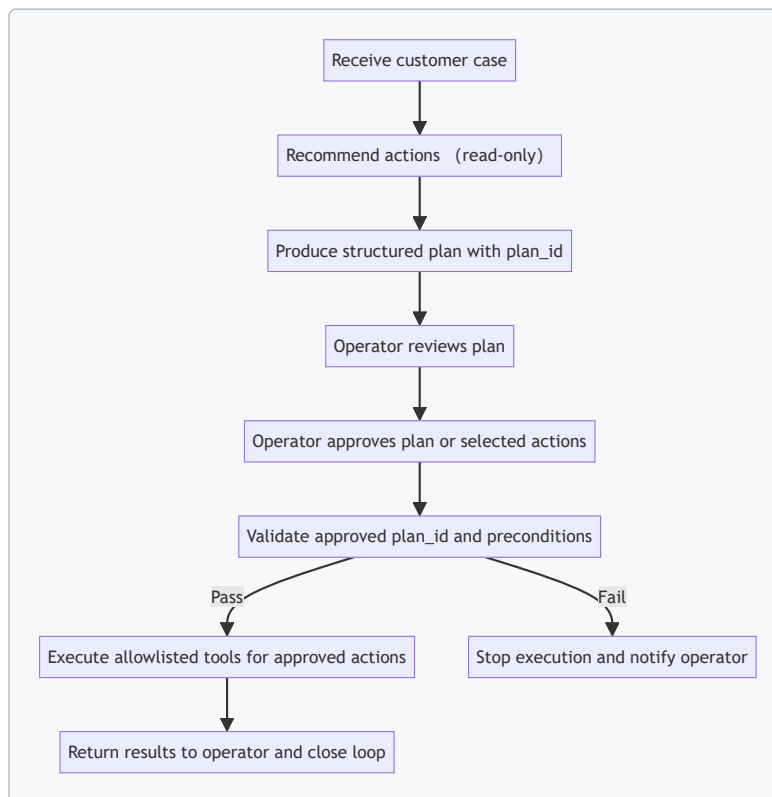 Receive customer case
Recommend actions (read-only)
Produce structured plan with plan_id
Operator reviews plan
Operator approves plan or selected actions
Validate approved plan_id and preconditions
Pass
Fail
Execute allowlisted tools for approved actions
Stop execution and notify operator
Return results to operator and close loop